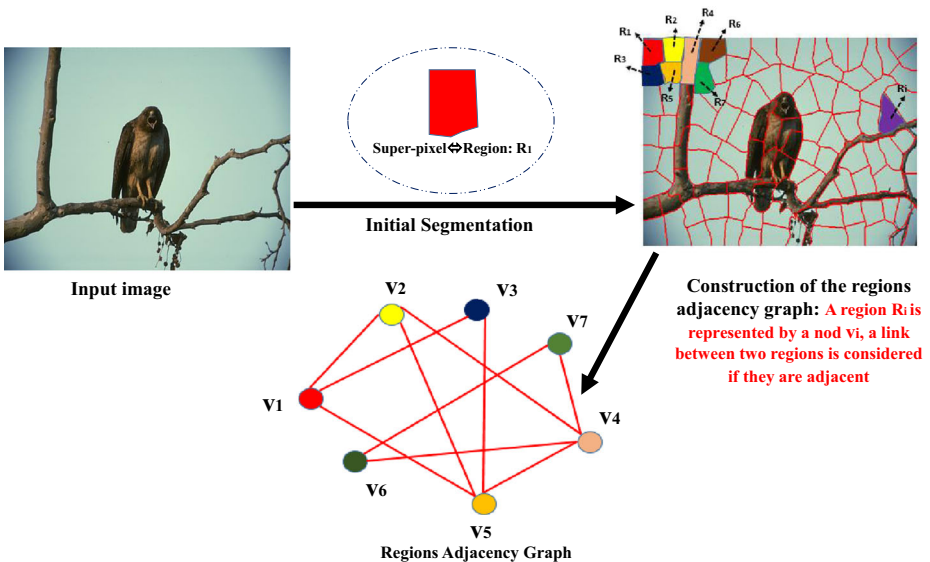 R1
R2
R4
R6
R3
R5
R7
Ri
Super-pixel⇔Region: R1
Initial Segmentation
Input image
Construction of the regions
adjacency graph: A region Ri is
represented by a nod vi, a link
between two regions is considered
if they are adjacent
v2
v3
v7
v1
v4
v6
v5
Regions Adjacency Graph